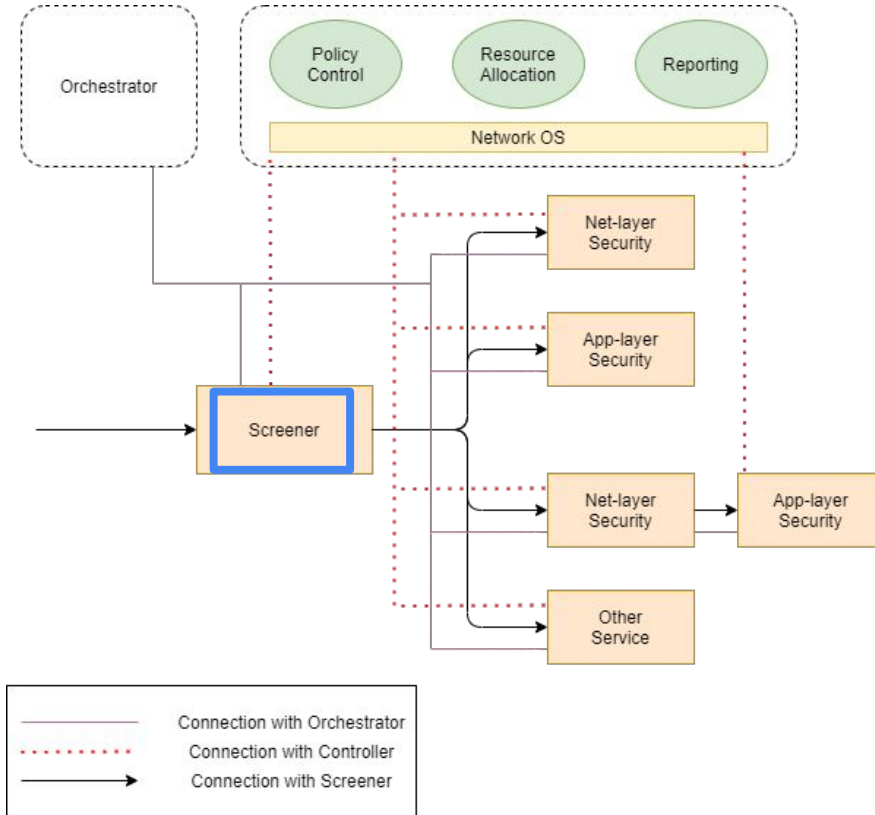 Orchestrator
Policy
Control
Resource
Allocation
Reporting
Network OS
Net-layer
Security
App-layer
Security
Screener
Net-layer
Security
App-layer
Security
Other
Service
Connection with Orchestrator
Connection with Controller
Connection with Screener